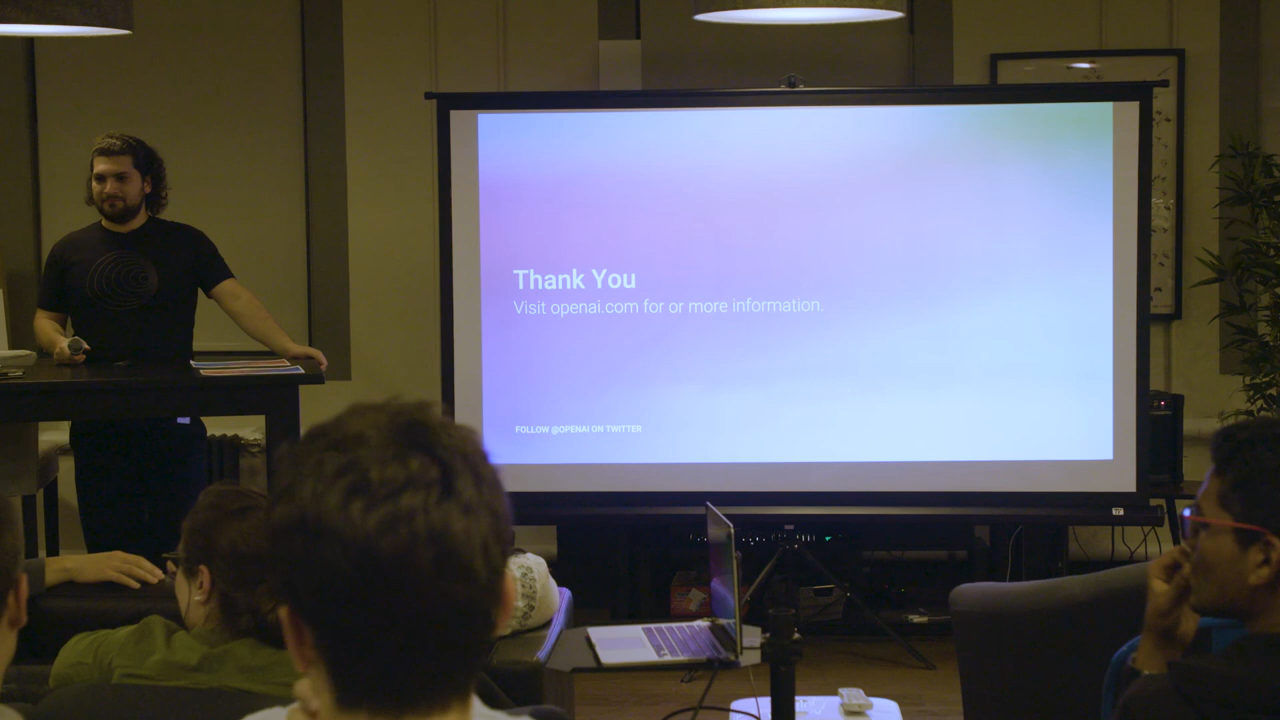 Thank You
Visit openai.com for or more information.
FOLLOW @OPENAI ON TWITTER